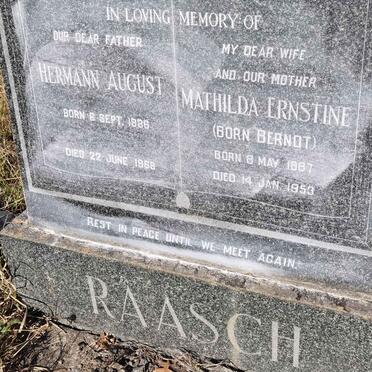 IN LOVING MEMORY OF
OUR DEAR FATHER
HERMANN AUGUST
BORN 6 SEPT. 1886
DIED 22 JUNE 1968
MY DEAR WIFE
AND OUR MOTHER
MATHILDA ERNSTINE
(BORN BERNDT)
BORN 8 MAY 1887
DIED 14 JAN. 1953
REST IN PEACE UNTIL WE MEET AGAIN.
RAASCH